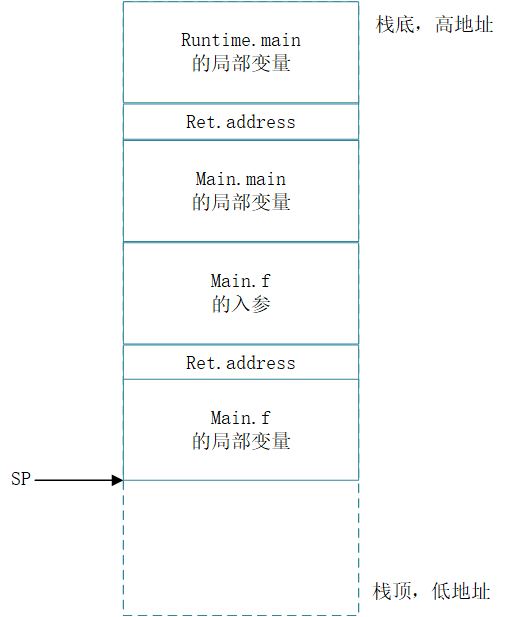 Runtime.main
的局部变量
栈底，高地址
Ret.address
Main.main
的局部变量
Main.f
的入参
Ret.address
Main.f
的局部变量
SP
栈顶，低地址